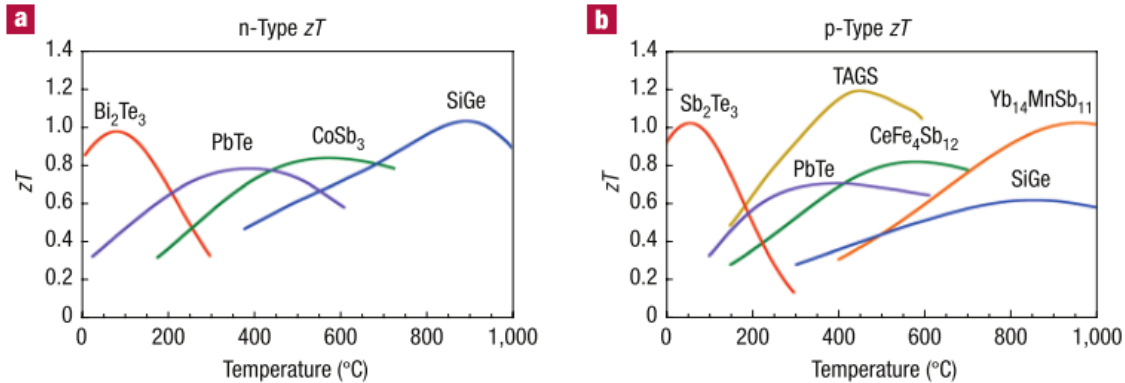 a
n-Type zT
1.4
1.2
1.0
0.8
0.6
0.4
0.2
0
zT
Bi₂Te₃
PbTe
CoSb₃
SiGe
0 200 400 600 800 1,000
Temperature (°C)
b
p-Type zT
1.4
1.2
1.0
0.8
0.6
0.4
0.2
0
zT
Sb₂Te₃
TAGS
PbTe
CeFe₄Sb₁₂
Yb₁₄MnSb₁₁
SiGe
0 200 400 600 800 1,000
Temperature (°C)